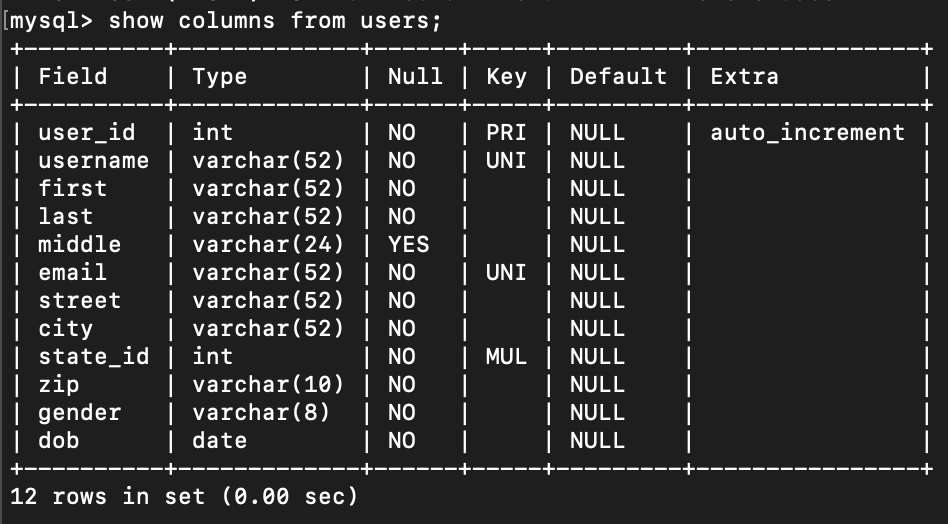 [mysql> show columns from users;
+-----------+-------------+------+-----+---------+----------------+
| Field     | Type        | Null | Key | Default | Extra          |
+-----------+-------------+------+-----+---------+----------------+
| user_id   | int         | NO   | PRI | NULL    | auto_increment |
| username  | varchar(52) | NO   | UNI | NULL    |                |
| first     | varchar(52) | NO   |     | NULL    |                |
| last      | varchar(52) | NO   |     | NULL    |                |
| middle    | varchar(24) | YES  |     | NULL    |                |
| email     | varchar(52) | NO   | UNI | NULL    |                |
| street    | varchar(52) | NO   |     | NULL    |                |
| city      | varchar(52) | NO   |     | NULL    |                |
| state_id  | int         | NO   | MUL | NULL    |                |
| zip       | varchar(10) | NO   |     | NULL    |                |
| gender    | varchar(8)  | NO   |     | NULL    |                |
| dob       | date        | NO   |     | NULL    |                |
+-----------+-------------+------+-----+---------+----------------+
12 rows in set (0.00 sec)